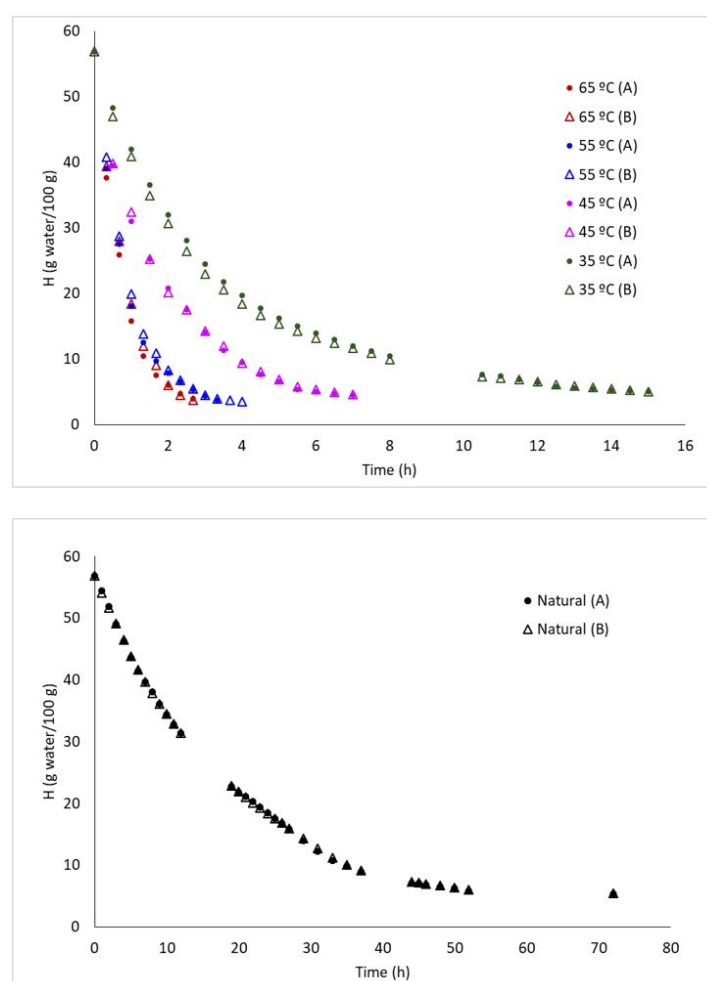 60
50
40
30
20
10
0
H (g water/100 g)
65 ºC (A)
65 ºC (B)
55 ºC (A)
55 ºC (B)
45 ºC (A)
45 ºC (B)
35 ºC (A)
35 ºC (B)
0 2 4 6 8 10 12 14 16
Time (h)
60
50
40
30
20
10
0
H (g water/100 g)
Natural (A)
Natural (B)
0 10 20 30 40 50 60 70 80
Time (h)